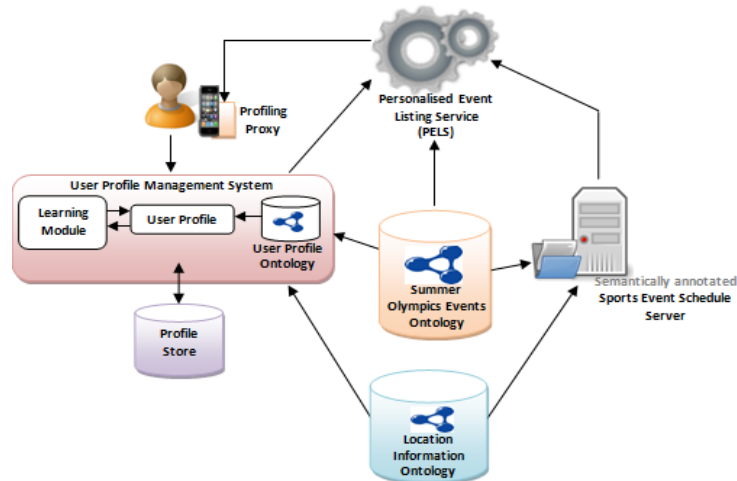 Personalised Event
Listing Service
(PELS)
Profiling
Proxy
User Profile Management System
Learning
Module
User Profile
User Profile
Ontology
Summer
Olympics Events
Ontology
Semantically annotated
Sports Event Schedule
Server
Profile
Store
Location
Information
Ontology